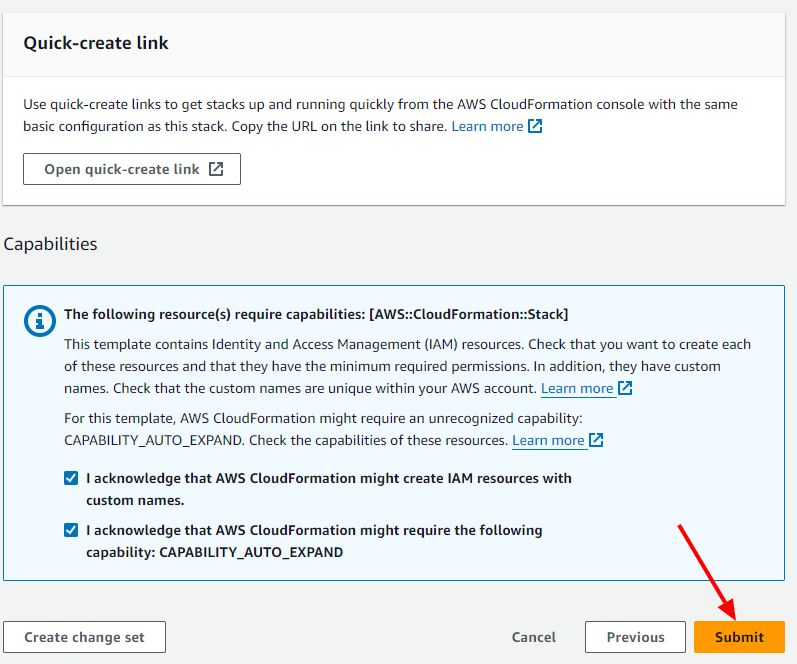 Quick-create link
Use quick-create links to get stacks up and running quickly from the AWS CloudFormation console with the same
basic configuration as this stack. Copy the URL on the link to share. Learn more
Open quick-create link
Capabilities
The following resource(s) require capabilities: [AWS::CloudFormation::Stack]
This template contains Identity and Access Management (IAM) resources. Check that you want to create each
of these resources and that they have the minimum required permissions. In addition, they have custom
names. Check that the custom names are unique within your AWS account. Learn more
For this template, AWS CloudFormation might require an unrecognized capability:
CAPABILITY_AUTO_EXPAND. Check the capabilities of these resources. Learn more
I acknowledge that AWS CloudFormation might create IAM resources with
custom names.
I acknowledge that AWS CloudFormation might require the following
capability: CAPABILITY_AUTO_EXPAND
Create change set Cancel Previous Submit